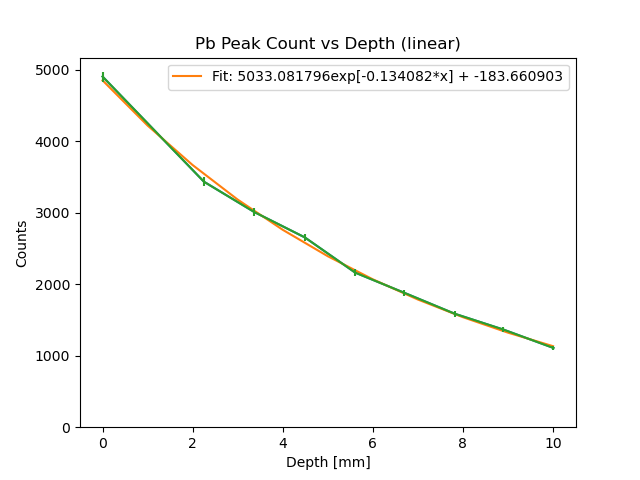 Pb Peak Count vs Depth (linear)
Fit: 5033.081796exp[-0.134082*x] + -183.660903
5000
4000
3000
2000
1000
0
Counts
0 2 4 6 8 10
Depth [mm]